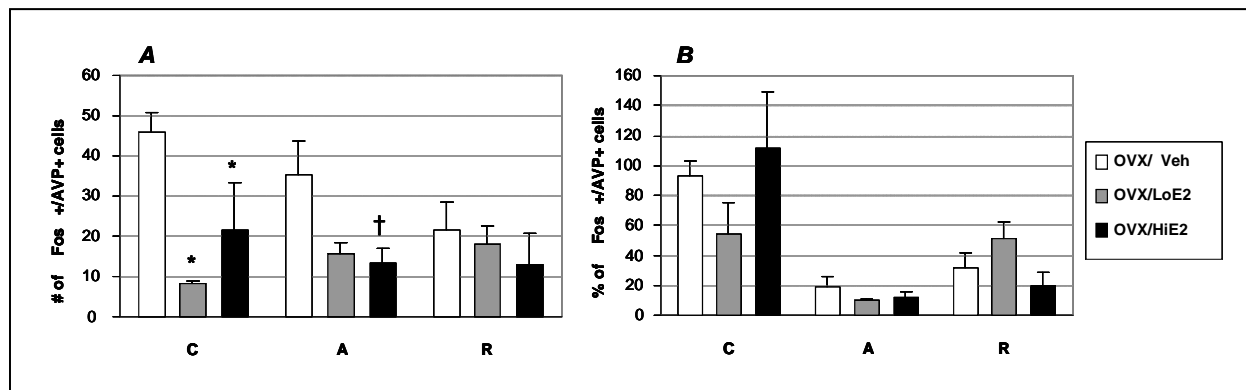 A
# of Fos +/AVP+ cells
60
50
40
30
20
10
0
*
*
†
C A R
B
% of Fos +/AVP+ cells
160
140
120
100
80
60
40
20
0
C A R
OVX/ Veh
OVX/LoE2
OVX/HiE2